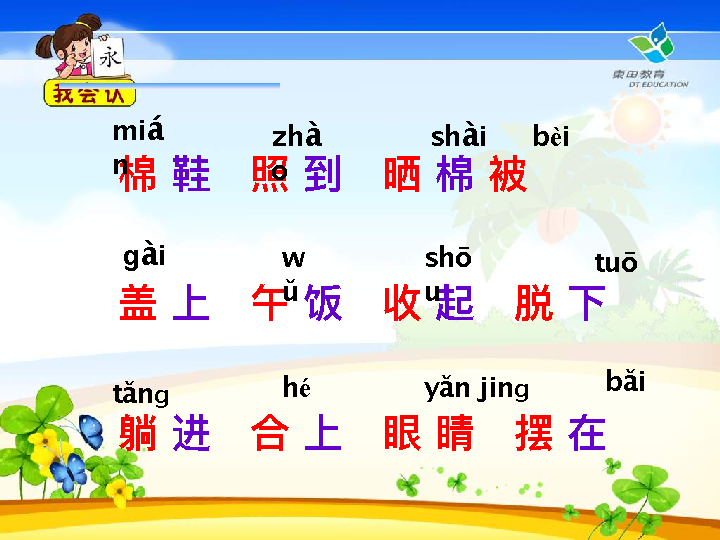 永
我会认
東田教育
DT EDUCATION
mián zhào shài bèi
棉鞋 照到 晒棉被
gài wǔ shōu tuō
盖上 午饭 收起 脱下
tǎng hé yǎn jing bǎi
躺进 合上 眼睛 摆在